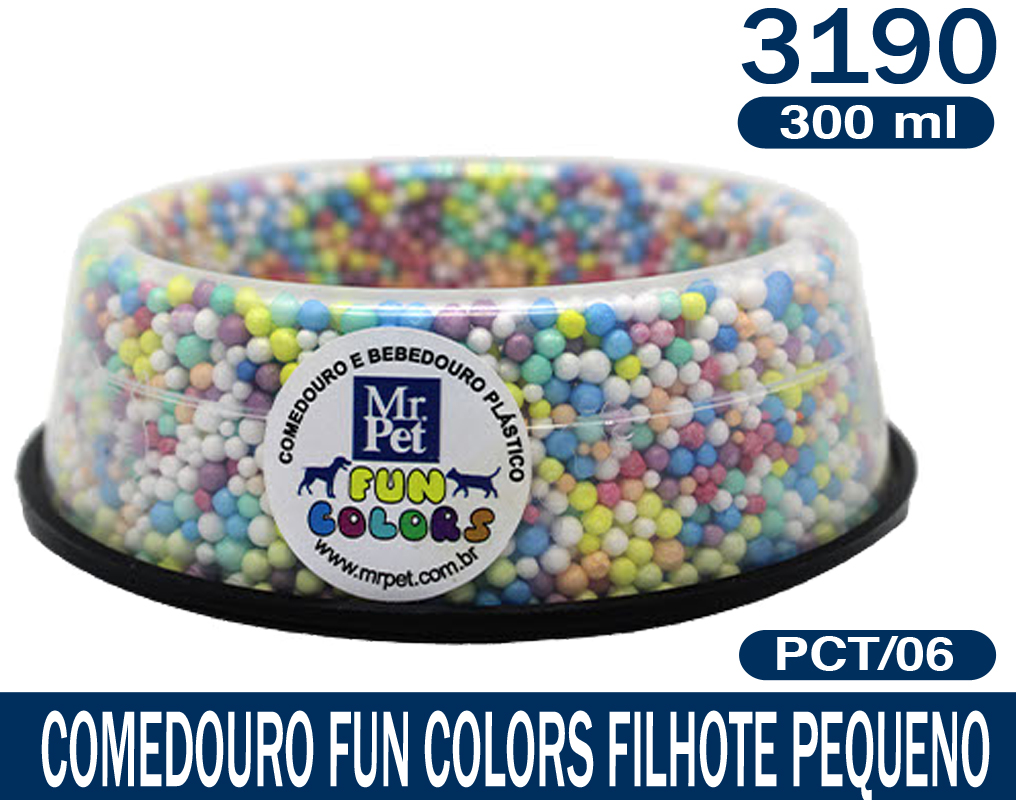 3190
300 ml
COMEDOURO E BEBEDOURO PLÁSTICO
Mr.
Pet
FUN
COLORS
www.mrpet.com.br
PCT/06
COMEDOURO FUN COLORS FILHOTE PEQUENO